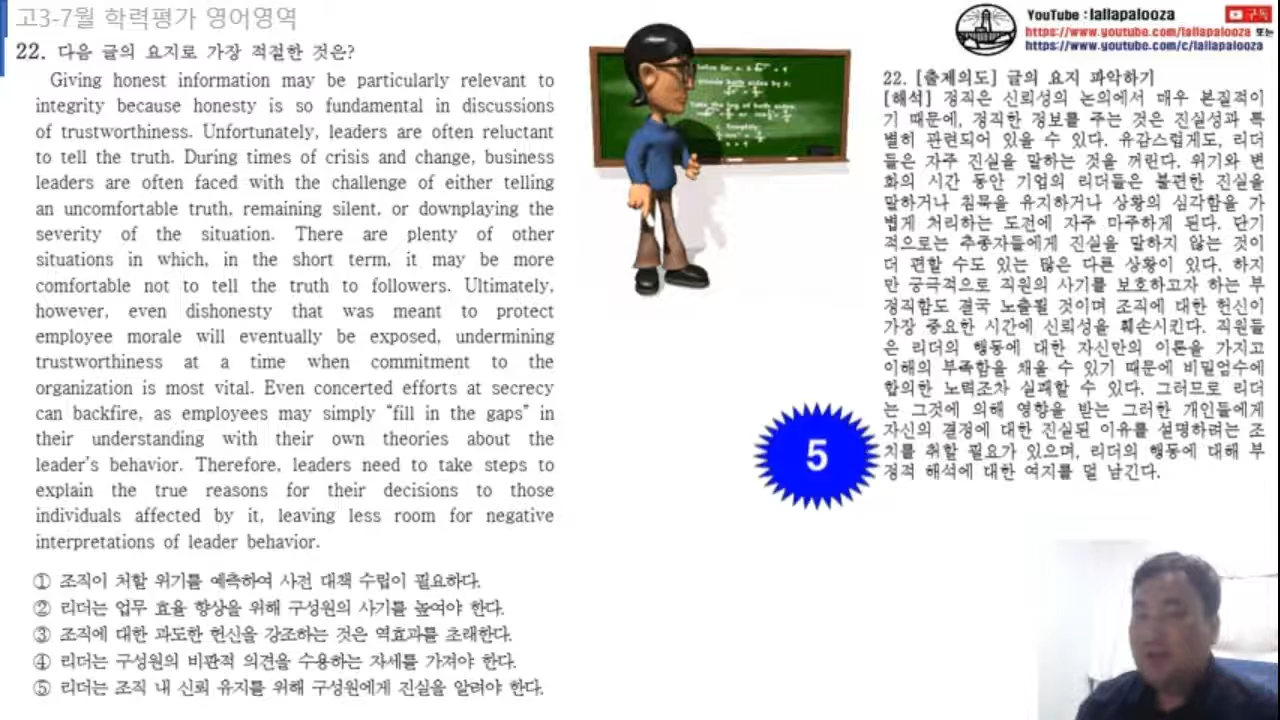 고3-7월 학력평가 영어영역
22. 다음 글의 요지로 가장 적절한 것은?
Giving honest information may be particularly relevant to
integrity because honesty is so fundamental in discussions
of trustworthiness. Unfortunately, leaders are often reluctant
to tell the truth. During times of crisis and change, business
leaders are often faced with the challenge of either telling
an uncomfortable truth, remaining silent, or downplaying the
severity of the situation. There are plenty of other
situations in which, in the short term, it may be more
comfortable not to tell the truth to followers. Ultimately,
however, even dishonesty that was meant to protect
employee morale will eventually be exposed, undermining
trustworthiness at a time when commitment to the
organization is most vital. Even concerted efforts at secrecy
can backfire, as employees may simply “fill in the gaps” in
their understanding with their own theories about the
leader's behavior. Therefore, leaders need to take steps to
explain the true reasons for their decisions to those
individuals affected by it, leaving less room for negative
interpretations of leader behavior.
① 조직이 처할 위기를 예측하여 사전 대책 수립이 필요하다.
② 리더는 업무 효율 향상을 위해 구성원의 사기를 높여야 한다.
③ 조직에 대한 과도한 헌신을 강조하는 것은 역효과를 초래한다.
④ 리더는 구성원의 비판적 의견을 수용하는 자세를 가져야 한다.
⑤ 리더는 조직 내 신뢰 유지를 위해 구성원에게 진실을 알려야 한다.
5
YouTube : lallapalooza
구독
https://www.youtube.com/lallapalooza 또는
https://www.youtube.com/c/lallapalooza
22. [출제의도] 글의 요지 파악하기
[해석] 정직은 신뢰성의 논의에서 매우 본질적이
기 때문에, 정직한 정보를 주는 것은 진실성과 특
별히 관련되어 있을 수 있다. 유감스럽게도, 리더
들은 자주 진실을 말하는 것을 꺼린다. 위기와 변
화의 시간 동안 기업의 리더들은 불편한 진실을
말하거나 침묵을 유지하거나 상황의 심각함을 가
볍게 처리하는 도전에 자주 마주하게 된다. 단기
적으로는 추종자들에게 진실을 말하지 않는 것이
더 편할 수도 있는 많은 다른 상황이 있다. 하지
만 궁극적으로 직원의 사기를 보호하고자 하는 부
정직함도 결국 노출될 것이며 조직에 대한 헌신이
가장 중요한 시간에 신뢰성을 훼손시킨다. 직원들
은 리더의 행동에 대한 자신만의 이론을 가지고
이해의 부족함을 채울 수 있기 때문에 비밀엄수에
합의한 노력조차 실패할 수 있다. 그러므로 리더
는 그것에 의해 영향을 받는 그러한 개인들에게
자신의 결정에 대한 진실된 이유를 설명하려는 조
치를 취할 필요가 있으며, 리더의 행동에 대해 부
정적 해석에 대한 여지를 덜 남긴다.